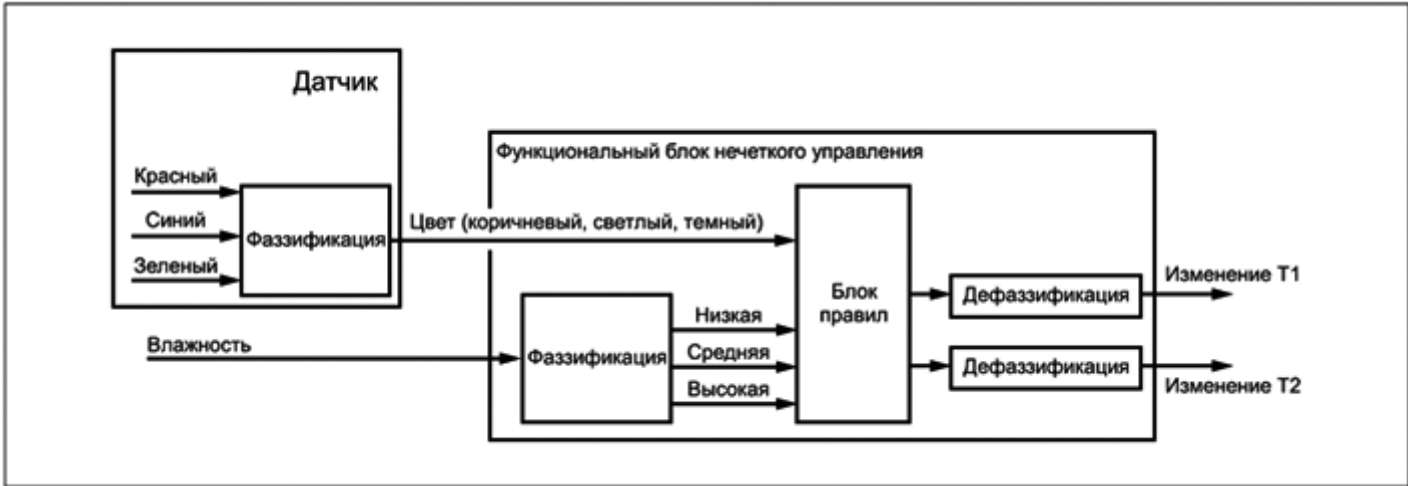 Датчик
Красный
Синий
Зеленый
Фаззификация
Функциональный блок нечеткого управления
Цвет (коричневый, светлый, темный)
Влажность
Фаззификация
Низкая
Средняя
Высокая
Блок
правил
Дефаззификация
Дефаззификация
Изменение Т1
Изменение Т2